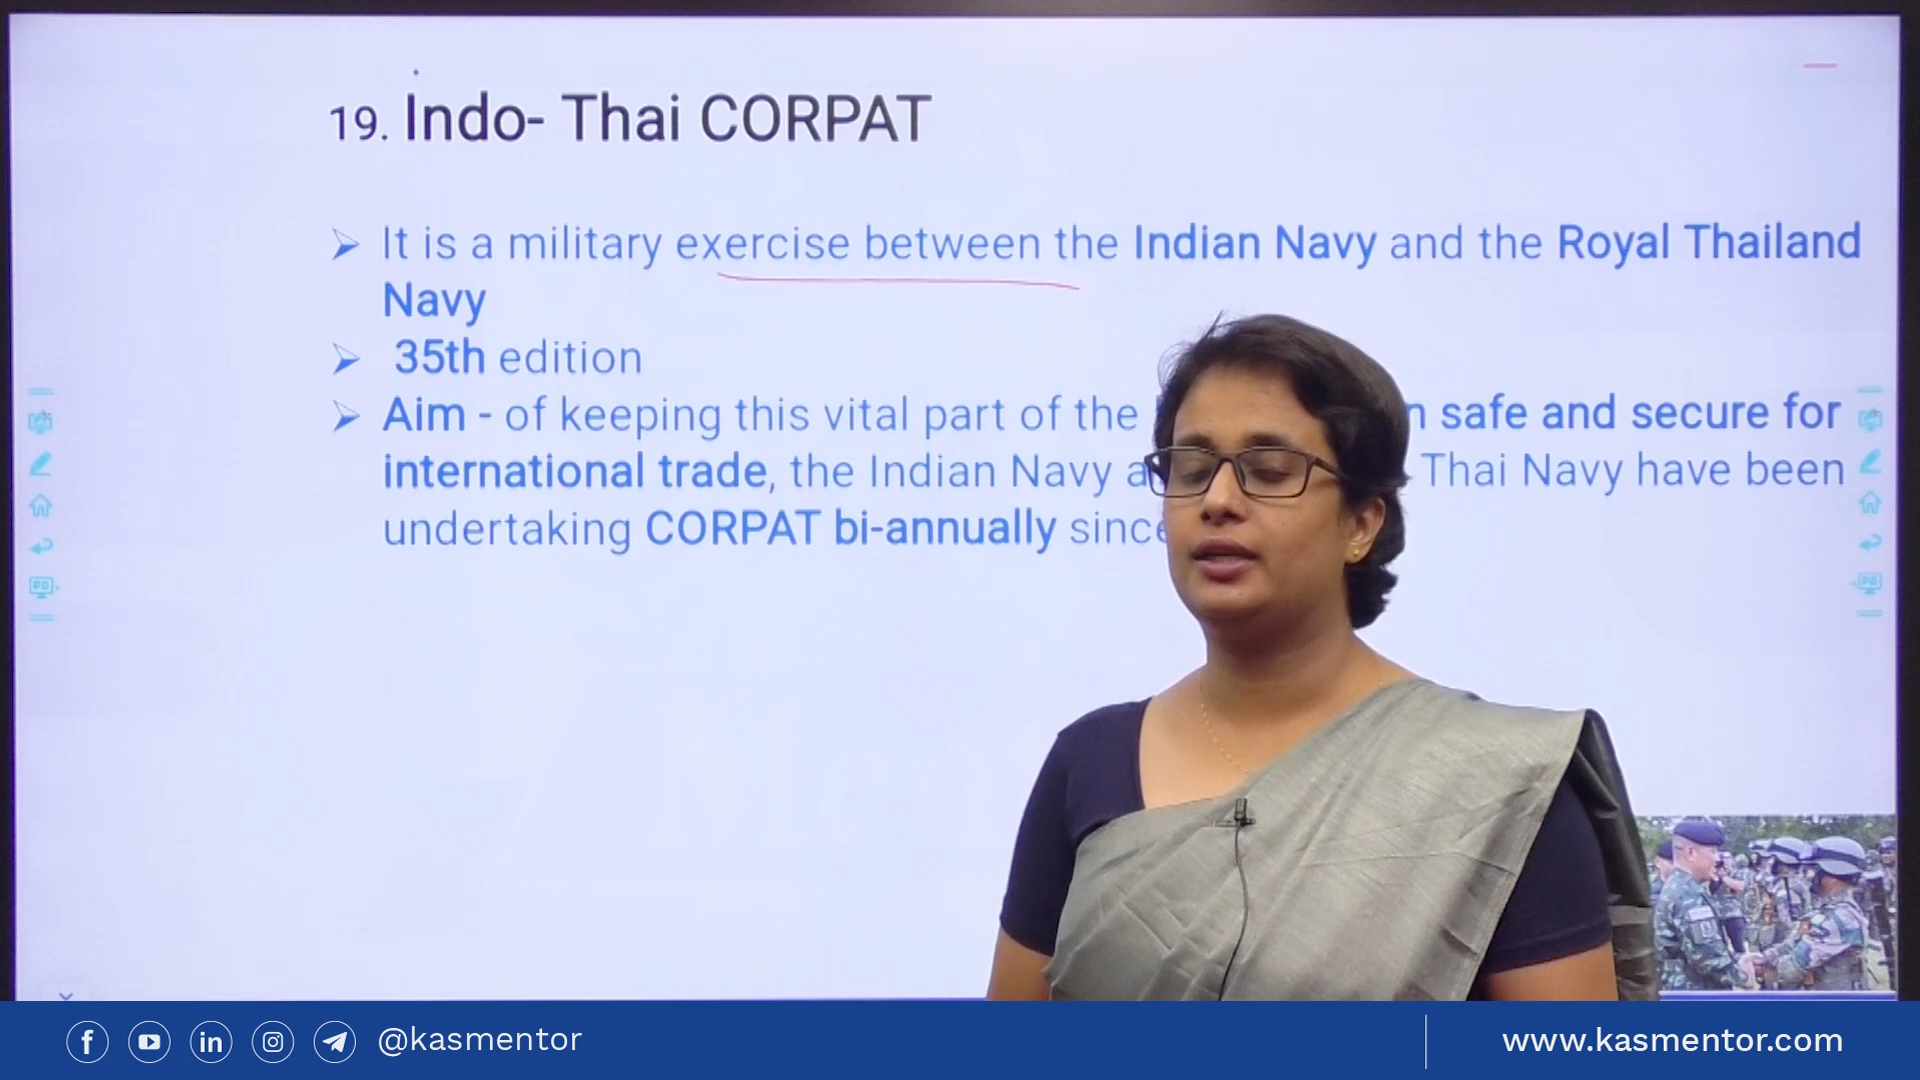 19. Indo- Thai CORPAT
➢ It is a military exercise between the Indian Navy and the Royal Thailand
Navy
➢ 35th edition
➢ Aim - of keeping this vital part of the safe and secure for
international trade, the Indian Navy Thai Navy have been
undertaking CORPAT bi-annually since
@kasmentor
www.kasmentor.com